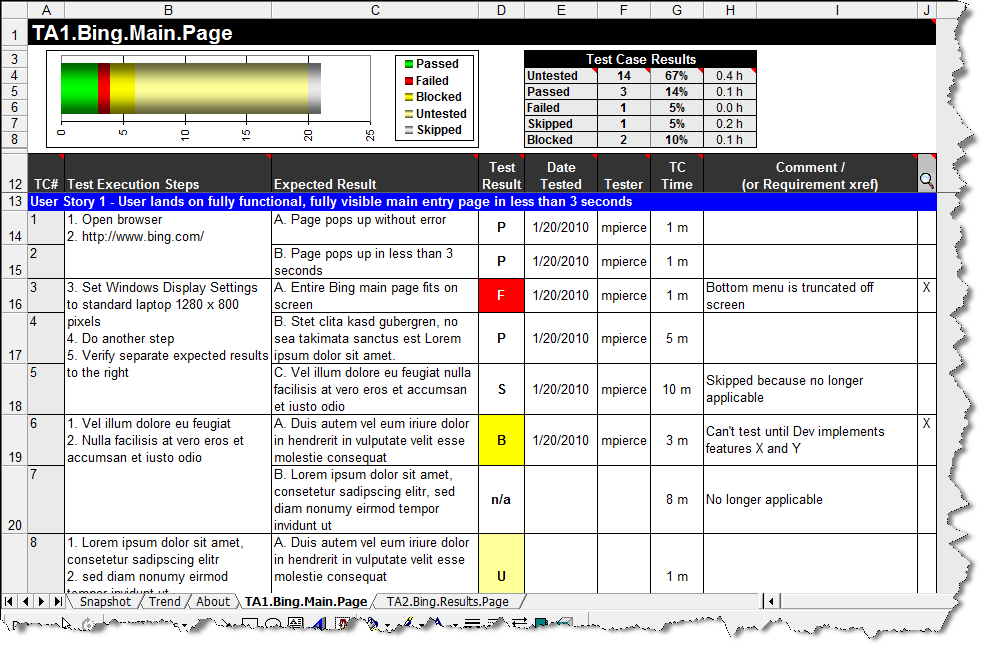 A B C D E F G H I J
1 TA1.Bing.Main.Page
3 Test Case Results
4 Untested 14 67% 0.4 h
5 Passed 3 14% 0.1 h
6 Failed 1 5% 0.0 h
7 Skipped 1 5% 0.2 h
8 Blocked 2 10% 0.1 h
Passed
Failed
Blocked
Untested
Skipped
0 5 10 15 20 25
12 TC# Test Execution Steps Expected Result Test Result Date Tested Tester TC Time Comment / (or Requirement xref)
13 User Story 1 - User lands on fully functional, fully visible main entry page in less than 3 seconds
14 1 1. Open browser A. Page pops up without error P 1/20/2010 mpierce 1 m
2. http://www.bing.com/
15 2 B. Page pops up in less than 3 P 1/20/2010 mpierce 1 m
seconds
16 3 3. Set Windows Display Settings A. Entire Bing main page fits on F 1/20/2010 mpierce 1 m Bottom menu is truncated off X
to standard laptop 1280 x 800 screen screen
pixels
17 4 B. Stet clita kasd gubergren, no P 1/20/2010 mpierce 5 m
4. Do another step sea takimata sanctus est Lorem
5. Verify separate expected results ipsum dolor sit amet.
to the right
18 5 C. Vel illum dolore eu feugiat nulla S 1/20/2010 mpierce 10 m Skipped because no longer
facilisis at vero eros et accumsan applicable
et iusto odio
19 6 1. Vel illum dolore eu feugiat A. Duis autem vel eum iriure dolor B 1/20/2010 mpierce 3 m Can't test until Dev implements X
2. Nulla facilisis at vero eros et in hendrerit in vulputate velit esse features X and Y
accumsan et iusto odio molestie consequat
20 7 B. Lorem ipsum dolor sit amet, n/a 8 m No longer applicable
consetetur sadipscing elitr, sed
diam nonumy eirmod tempor
invidunt ut
8 1. Lorem ipsum dolor sit amet, A. Duis autem vel eum iriure dolor U 1 m
consetetur sadipscing elitr in hendrerit in vulputate velit esse
2. sed diam nonumy eirmod molestie consequat
tempor invidunt ut
Snapshot Trend About TA1.Bing.Main.Page TA2.Bing.Results.Page